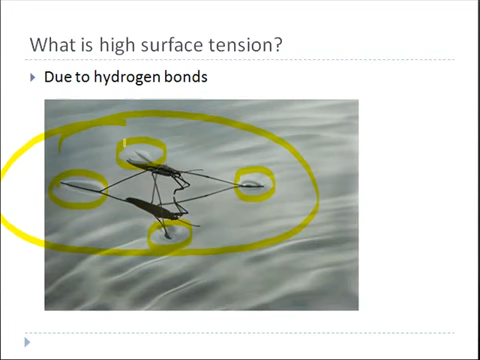 What is high surface tension?
Due to hydrogen bonds